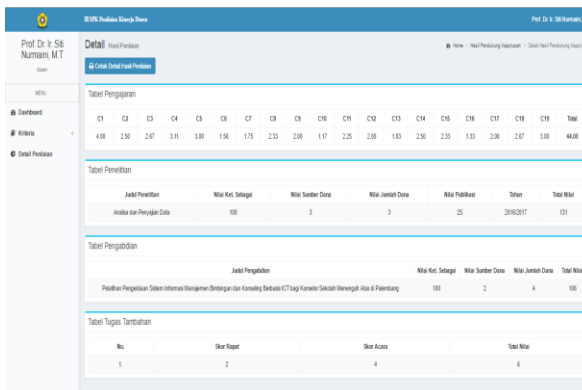 SPK Penilaian Kinerja Dosen
Prof. Dr. Ir. Siti Nurmaini,
Prof. Dr. Ir. Siti
Nurmaini, M.T
MENU
Dashboard
Kriteria
Detail Penilaian
Detail Hasil Penilaian
Home > Hasil Pendukung Keputusan > Detail Hasil Pendukung Keputu
Cetak Detail Hasil Penilaian
Tabel Pengajaran
C1 C2 C3 C4 C5 C6 C7 C8 C9 C10 C11 C12 C13 C14 C15 C16 C17 C18 C19 Total
4.00 2.50 2.67 3.11 3.00 1.56 1.75 2.33 2.00 1.17 2.25 2.00 1.83 2.50 2.33 1.33 2.00 2.67 3.00 44.00
Tabel Penelitian
Judul Penelitian Nilai Ket. Sebagai Nilai Sumber Dana Nilai Jumlah Dana Nilai Publikasi Tahun Total Nilai
Analisa dan Penyajian Data 100 3 3 25 2016/2017 131
Tabel Pengabdian
Judul Pengabdian Nilai Ket. Sebagai Nilai Sumber Dana Nilai Jumlah Dana Total Nilai
Pelatihan Pengelolaan Sistem Informasi Manajemen Bimbingan dan Konseling Berbasis ICT bagi Konselor Sekolah Menengah Atas di Palembang 100 2 4 106
Tabel Tugas Tambahan
No. Skor Rapat Skor Acara Total Nilai
1. 2 4 6